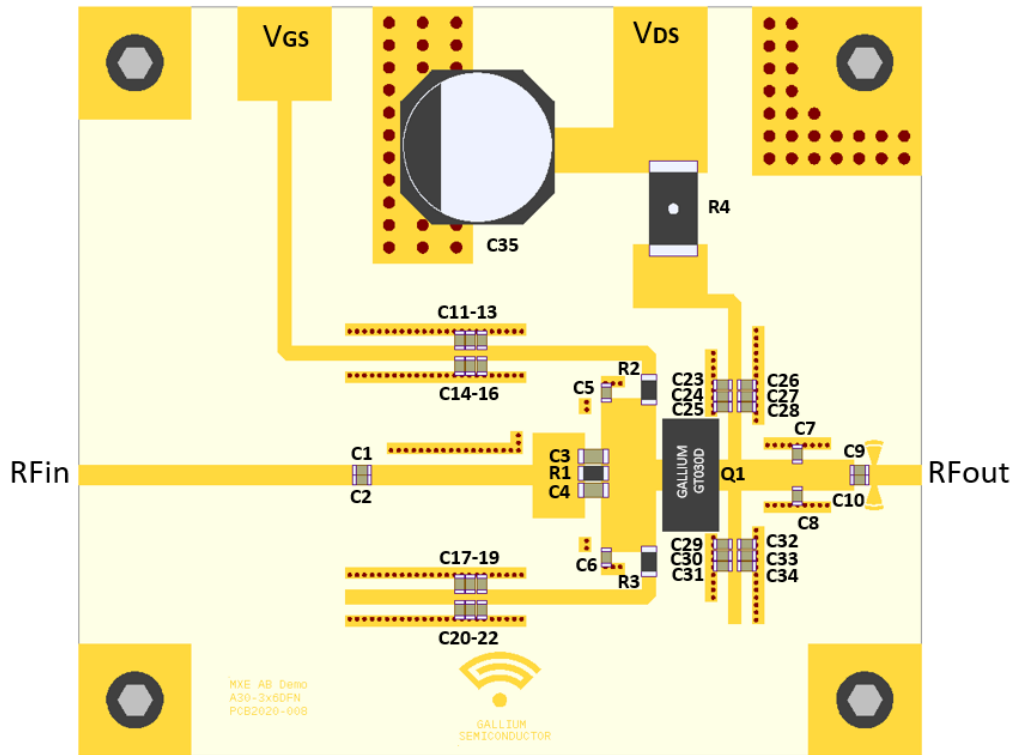 VGS
VDS
R4
C35
C11-13
R2
C14-16
C5
C23
C24
C25
C26
C27
C28
C7
C1
C3
C9
RFin
R1
GALLIUM
GT030D
Q1
RFout
C2
C4
C10
C8
C17-19
C6
R3
C29
C30
C31
C32
C33
C34
C20-22
MXE AB Demo
A30-3x6DFN
PCB2020-008
GALLIUM
SEMICONDUCTOR